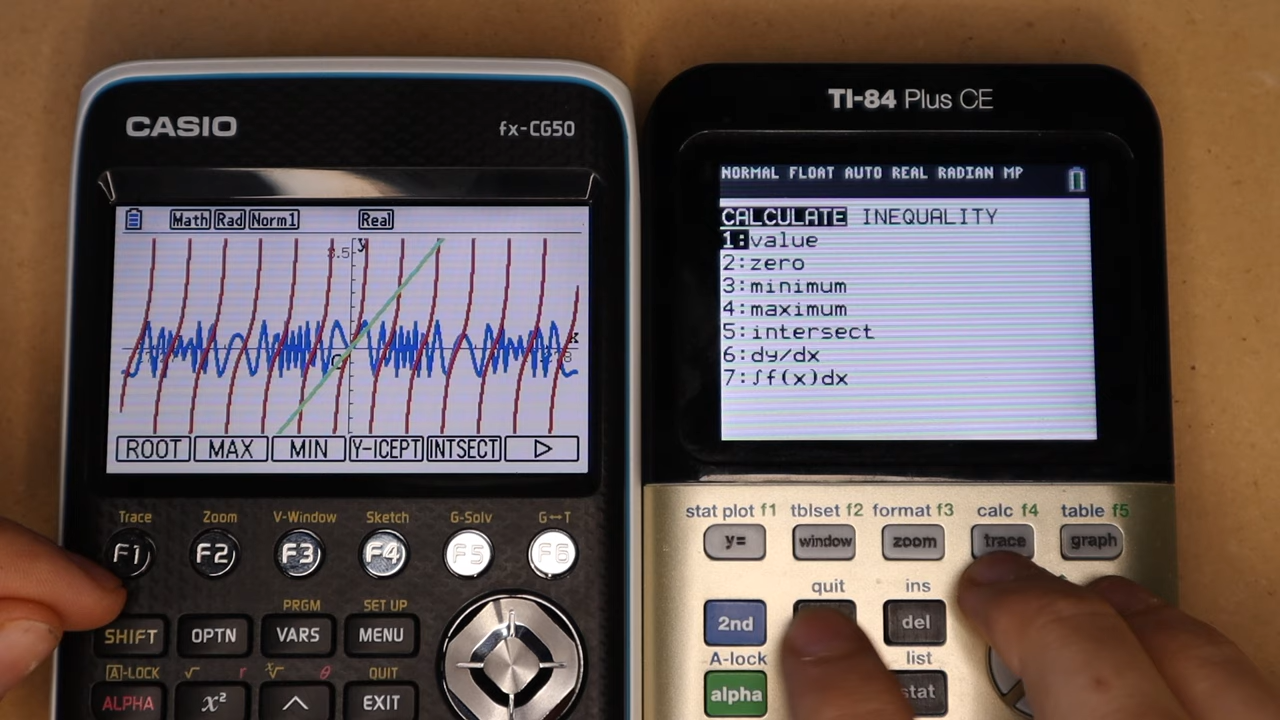 CASIO
fx-CG50
Math Rad Norm1 Real
y
3.5
x
O
ROOT MAX MIN Y-ICEPT INTSECT
Trace Zoom V-Window Sketch G-Solv G↔T
F1 F2 F3 F4 F5 F6
PRGM SET UP
SHIFT OPTN VARS MENU
A-LOCK √ r ˣ√ θ QUIT
ALPHA x² ^ EXIT
TI-84 Plus CE
NORMAL FLOAT AUTO REAL RADIAN MP
CALCULATE INEQUALITY
1:value
2:zero
3:minimum
4:maximum
5:intersect
6:dy/dx
7:∫f(x)dx
stat plot f1 tblset f2 format f3 calc f4 table f5
y= window zoom trace graph
quit ins
2nd del
A-lock list
alpha stat